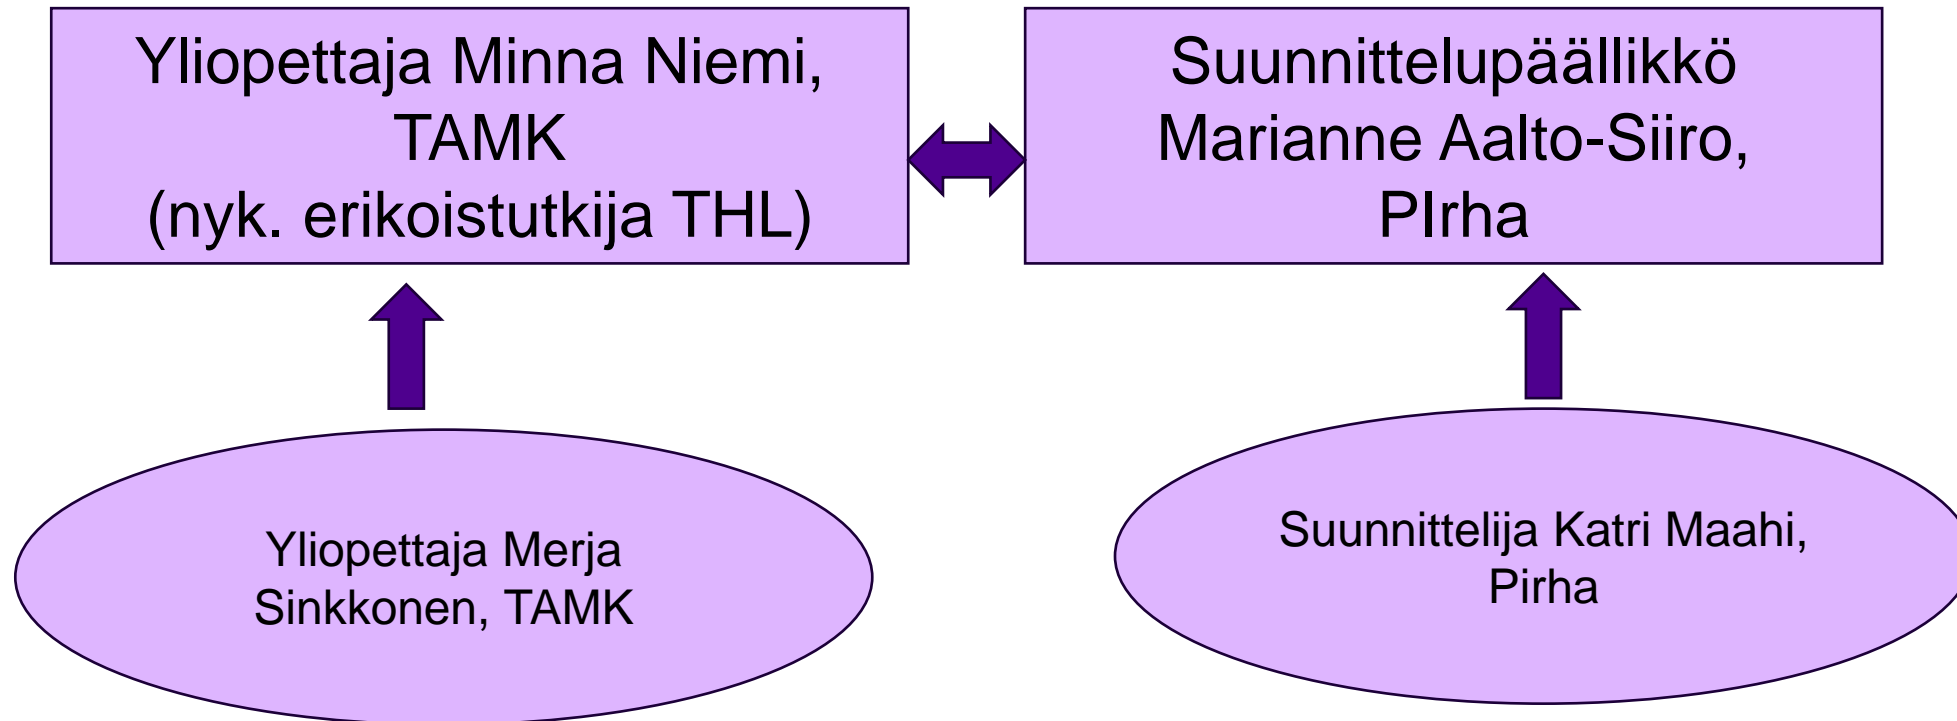 Yliopettaja Minna Niemi,
TAMK
(nyk. erikoistutkija THL)
Suunnittelupäällikkö
Marianne Aalto-Siiro,
PIrha
Yliopettaja Merja
Sinkkonen, TAMK
Suunnittelija Katri Maahi,
Pirha